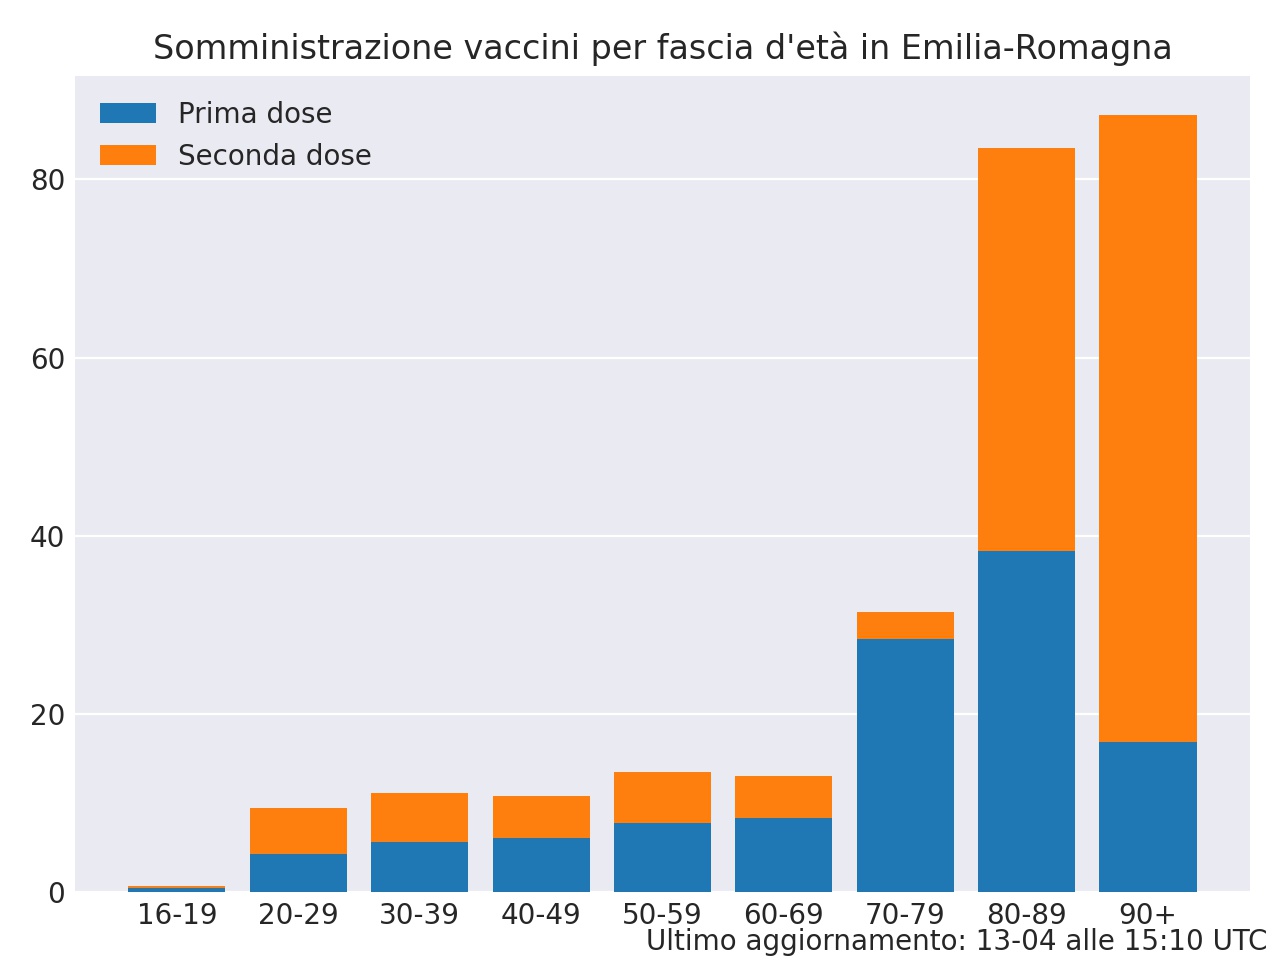 Somministrazione vaccini per fascia d'età in Emilia-Romagna
Prima dose
Seconda dose
80
60
40
20
0
16-19 20-29 30-39 40-49 50-59 60-69 70-79 80-89 90+
Ultimo aggiornamento: 13-04 alle 15:10 UTC